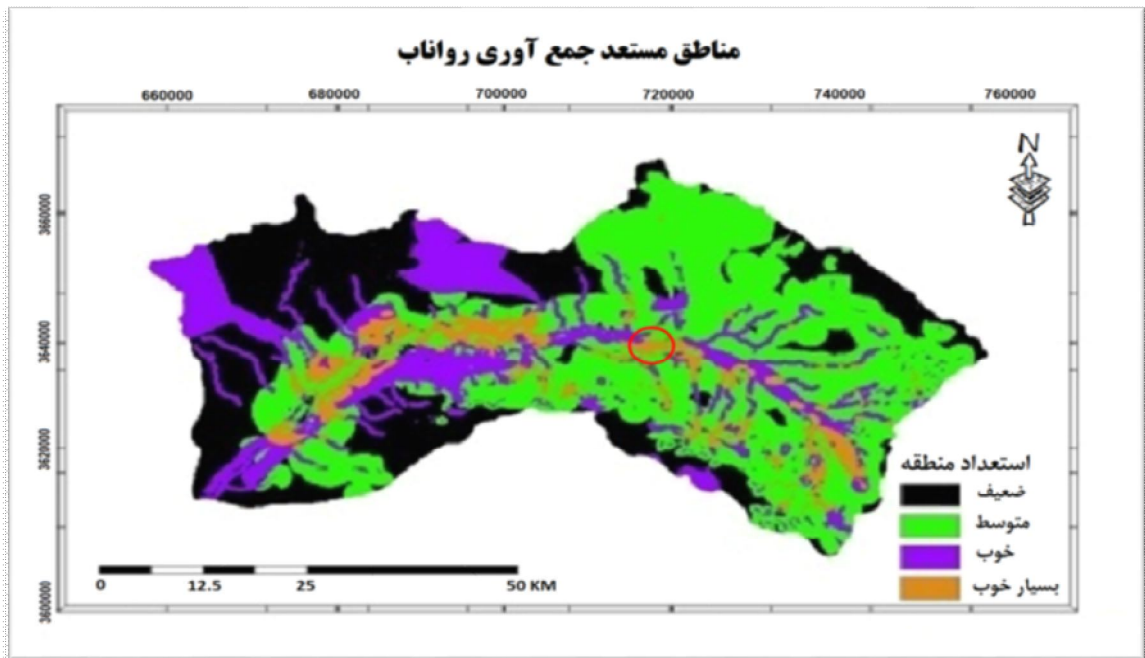 مناطق مستعد جمع آوری رواناب
660000 680000 700000 720000 740000 760000
N
3660000
3640000
3620000
3600000
استعداد منطقه
ضعیف
متوسط
خوب
بسیار خوب
0 12.5 25 50 KM